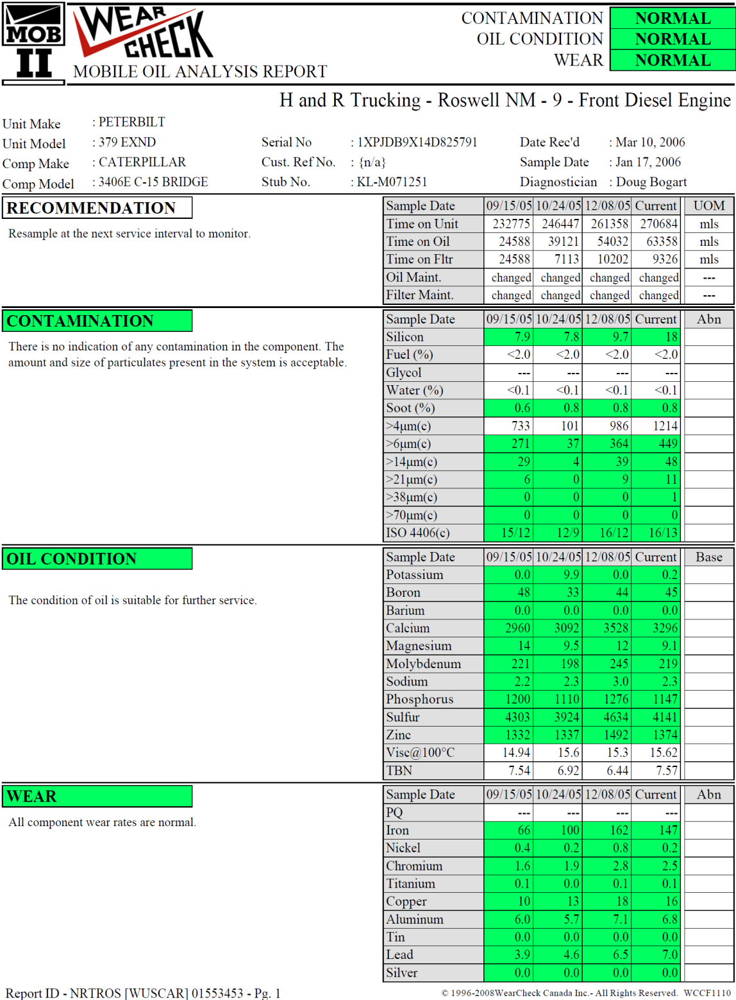 MOB
II
WEAR
CHECK
MOBILE OIL ANALYSIS REPORT
CONTAMINATION NORMAL
OIL CONDITION NORMAL
WEAR NORMAL
H and R Trucking - Roswell NM - 9 - Front Diesel Engine
Unit Make : PETERBILT
Unit Model : 379 EXND Serial No : 1XPJDB9X14D825791 Date Rec'd : Mar 10, 2006
Comp Make : CATERPILLAR Cust. Ref No. : {n/a} Sample Date : Jan 17, 2006
Comp Model : 3406E C-15 BRIDGE Stub No. : KL-M071251 Diagnostician : Doug Bogart
RECOMMENDATION
Resample at the next service interval to monitor.
Sample Date 09/15/05 10/24/05 12/08/05 Current UOM
Time on Unit 232775 246447 261358 270684 mls
Time on Oil 24588 39121 54032 63358 mls
Time on Fltr 24588 7113 10202 9326 mls
Oil Maint. changed changed changed changed ---
Filter Maint. changed changed changed changed ---
CONTAMINATION
There is no indication of any contamination in the component. The
amount and size of particulates present in the system is acceptable.
Sample Date 09/15/05 10/24/05 12/08/05 Current Abn
Silicon 7.9 7.8 9.7 18
Fuel (%) <2.0 <2.0 <2.0 <2.0
Glycol --- --- --- ---
Water (%) <0.1 <0.1 <0.1 <0.1
Soot (%) 0.6 0.8 0.8 0.8
>4µm(c) 733 101 986 1214
>6µm(c) 271 37 364 449
>14µm(c) 29 4 39 48
>21µm(c) 6 0 9 11
>38µm(c) 0 0 0 1
>70µm(c) 0 0 0 0
ISO 4406(c) 15/12 12/9 16/12 16/13
OIL CONDITION
The condition of oil is suitable for further service.
Sample Date 09/15/05 10/24/05 12/08/05 Current Base
Potassium 0.0 9.9 0.0 0.2
Boron 48 33 44 45
Barium 0.0 0.0 0.0 0.0
Calcium 2960 3092 3528 3296
Magnesium 14 9.5 12 9.1
Molybdenum 221 198 245 219
Sodium 2.2 2.3 3.0 2.3
Phosphorus 1200 1110 1276 1147
Sulfur 4303 3924 4634 4141
Zinc 1332 1337 1492 1374
Visc@100°C 14.94 15.6 15.3 15.62
TBN 7.54 6.92 6.44 7.57
WEAR
All component wear rates are normal.
Sample Date 09/15/05 10/24/05 12/08/05 Current Abn
PQ --- --- --- ---
Iron 66 100 162 147
Nickel 0.4 0.2 0.8 0.2
Chromium 1.6 1.9 2.8 2.5
Titanium 0.1 0.0 0.1 0.1
Copper 10 13 18 16
Aluminum 6.0 5.7 7.1 6.8
Tin 0.0 0.0 0.0 0.0
Lead 3.9 4.6 6.5 7.0
Silver 0.0 0.0 0.0 0.0
Report ID - NRTROS [WUSCAR] 01553453 - Pg. 1
© 1996-2008WearCheck Canada Inc.- All Rights Reserved. WCCF1110